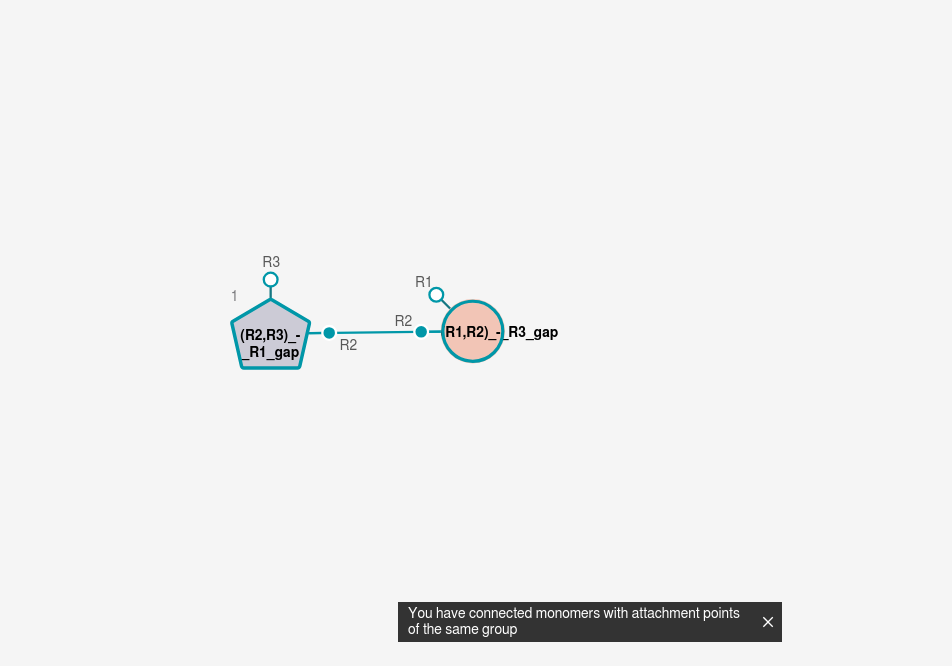 R3
R1
1
R2
(R2,R3)_-
_R1_gap
R2
R1,R2)_-_R3_gap
You have connected monomers with attachment points
of the same group